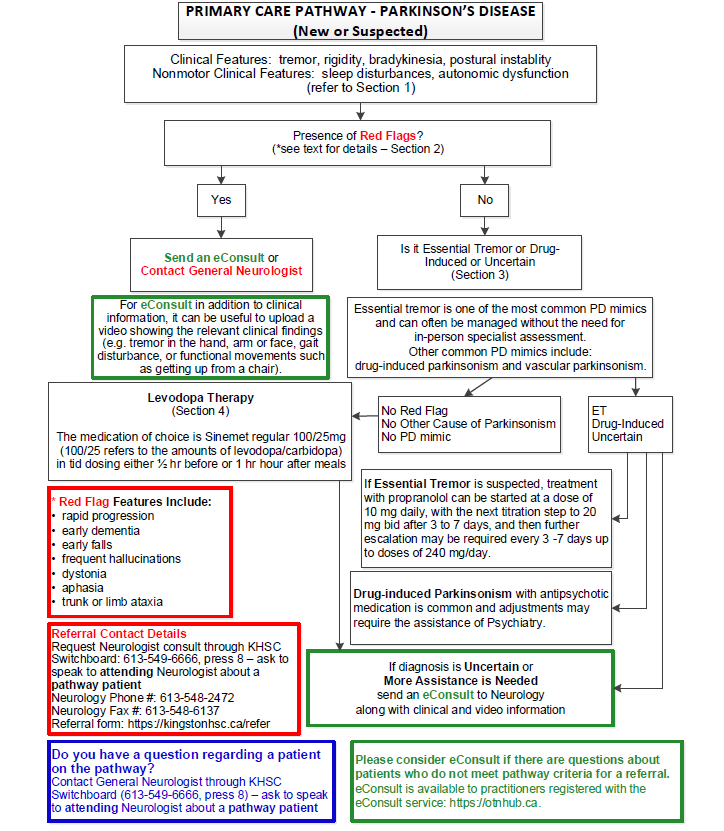 PRIMARY CARE PATHWAY - PARKINSON'S DISEASE
(New or Suspected)
Clinical Features:  tremor, rigidity, bradykinesia, postural instablity
Nonmotor Clinical Features:  sleep disturbances, autonomic dysfunction
(refer to Section 1)
Presence of Red Flags?
(*see text for details – Section 2)
Yes
No
Send an eConsult or
Contact General Neurologist
Is it Essential Tremor or Drug-
Induced or Uncertain
(Section 3)
For eConsult in addition to clinical
information, it can be useful to upload a
video showing the relevant clinical findings
(e.g. tremor in the hand, arm or face, gait
disturbance, or functional movements such
as getting up from a chair).
Essential tremor is one of the most common PD mimics
and can often be managed without the need for
in-person specialist assessment.
Other common PD mimics include:
drug-induced parkinsonism and vascular parkinsonism.
Levodopa Therapy
(Section 4)
The medication of choice is Sinemet regular 100/25mg
(100/25 refers to the amounts of levodopa/carbidopa)
in tid dosing either ½ hr before or 1 hr hour after meals
No Red Flag
No Other Cause of Parkinsonism
No PD mimic
ET
Drug-Induced
Uncertain
If Essential Tremor is suspected, treatment
with propranolol can be started at a dose of
10 mg daily, with the next titration step to 20
mg bid after 3 to 7 days, and then further
escalation may be required every 3 -7 days up
to doses of 240 mg/day.
* Red Flag Features Include:
• rapid progression
• early dementia
• early falls
• frequent hallucinations
• dystonia
• aphasia
• trunk or limb ataxia
Drug-induced Parkinsonism with antipsychotic
medication is common and adjustments may
require the assistance of Psychiatry.
Referral Contact Details
Request Neurologist consult through KHSC
Switchboard: 613-549-6666, press 8 – ask to
speak to attending Neurologist about a
pathway patient
Neurology Phone #: 613-548-2472
Neurology Fax #: 613-548-6137
Referral form: https://kingstonhsc.ca/refer
If diagnosis is Uncertain or
More Assistance is Needed
send an eConsult to Neurology
along with clinical and video information
Do you have a question regarding a patient
on the pathway?
Contact General Neurologist through KHSC
Switchboard (613-549-6666, press 8) – ask to speak
to attending Neurologist about a pathway patient
Please consider eConsult if there are questions about
patients who do not meet pathway criteria for a referral.
eConsult is available to practitioners registered with the
eConsult service: https://otnhub.ca.